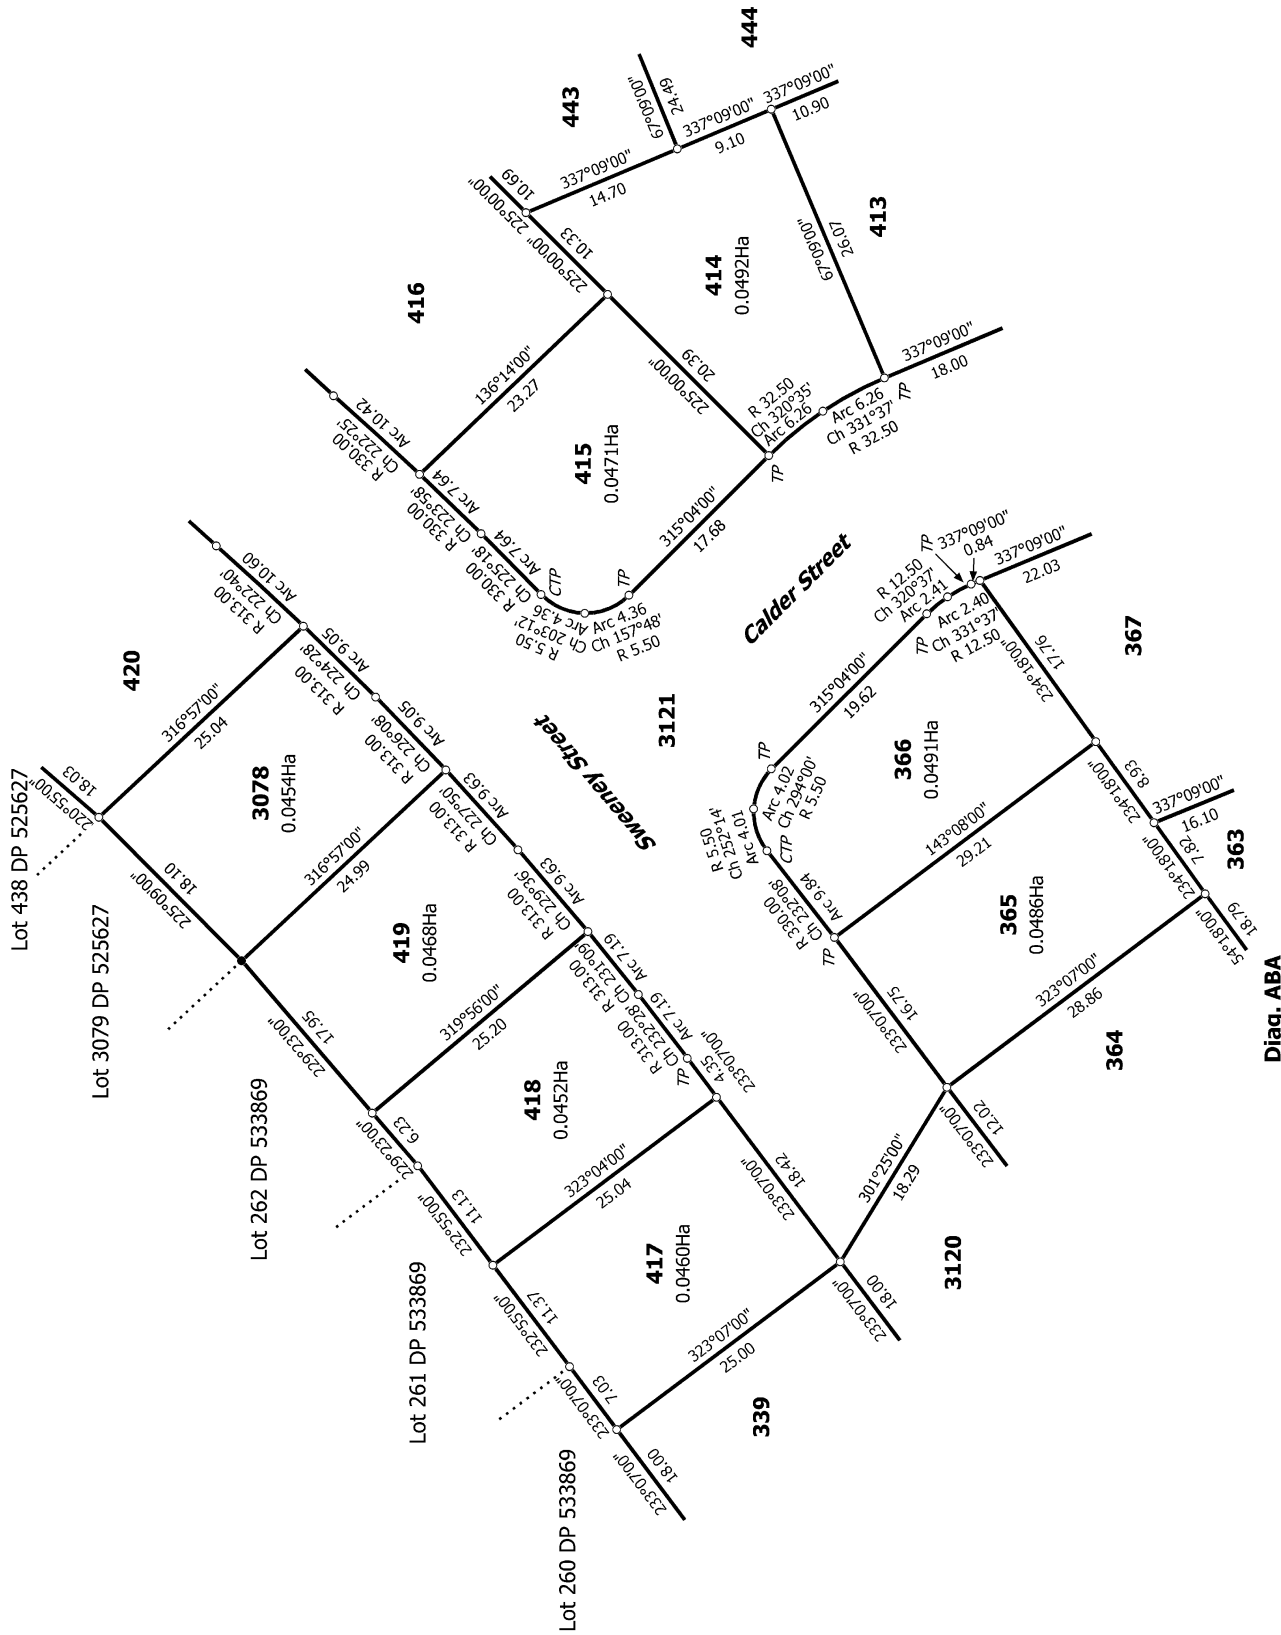 444
337°09'00"
10.90
67°09'00"
24.49
443
337°09'00"
9.10
337°09'00"
14.70
225°00'00"
10.69
413
67°09'00"
26.07
414
0.0492Ha
225°00'00"
10.33
416
337°09'00"
18.00
TP
Arc 6.26
Ch 331°37'
R 32.50
R 32.50
Ch 320°35'
Arc 6.26
TP
225°00'00"
20.39
136°14'00"
23.27
415
0.0471Ha
315°04'00"
17.68
R 330.00
Ch 222°25'
Arc 10.42
R 330.00
Ch 223°58'
Arc 7.64
R 330.00
Ch 225°18'
Arc 7.64
CTP
R 5.50
Ch 203°12'
Arc 4.36
TP
Arc 4.36
Ch 157°48'
R 5.50
Calder Street
Sweeney Street
3121
R 313.00
Ch 222°40'
Arc 10.60
420
316°57'00"
25.04
R 313.00
Ch 224°28'
Arc 9.05
R 313.00
Ch 226°08'
Arc 9.05
3078
0.0454Ha
220°55'00"
18.03
Lot 438 DP 525627
225°09'00"
18.10
316°57'00"
24.99
R 313.00
Ch 227°50'
Arc 9.63
R 313.00
Ch 229°36'
Arc 9.63
419
0.0468Ha
Lot 3079 DP 525627
229°23'00"
17.95
319°56'00"
25.20
R 313.00
Ch 231°09'
Arc 7.19
R 313.00
Ch 232°28'
Arc 7.19
TP
4.35
233°07'00"
418
0.0452Ha
Lot 262 DP 533869
229°23'00"
6.23
232°55'00"
11.13
323°04'00"
25.04
233°07'00"
18.42
417
0.0460Ha
Lot 261 DP 533869
232°55'00"
11.37
233°07'00"
7.03
323°07'00"
25.00
339
233°07'00"
18.00
Lot 260 DP 533869
233°07'00"
18.00
3120
301°25'00"
18.29
TP
337°09'00"
0.84
337°09'00"
22.03
R 12.50
Ch 320°37'
Arc 2.41
TP
Arc 2.40
Ch 331°37'
R 12.50
367
234°18'00"
17.76
315°04'00"
19.62
366
0.0491Ha
TP
Arc 4.02
Ch 294°00'
R 5.50
R 5.50
Ch 252°14'
Arc 4.01
CTP
R 330.00
Ch 232°08'
Arc 9.84
TP
143°08'00"
29.21
234°18'00"
8.93
337°09'00"
16.10
363
234°18'00"
7.82
54°18'00"
18.79
365
0.0486Ha
233°07'00"
16.75
323°07'00"
28.86
364
233°07'00"
12.02
Diag. ABA